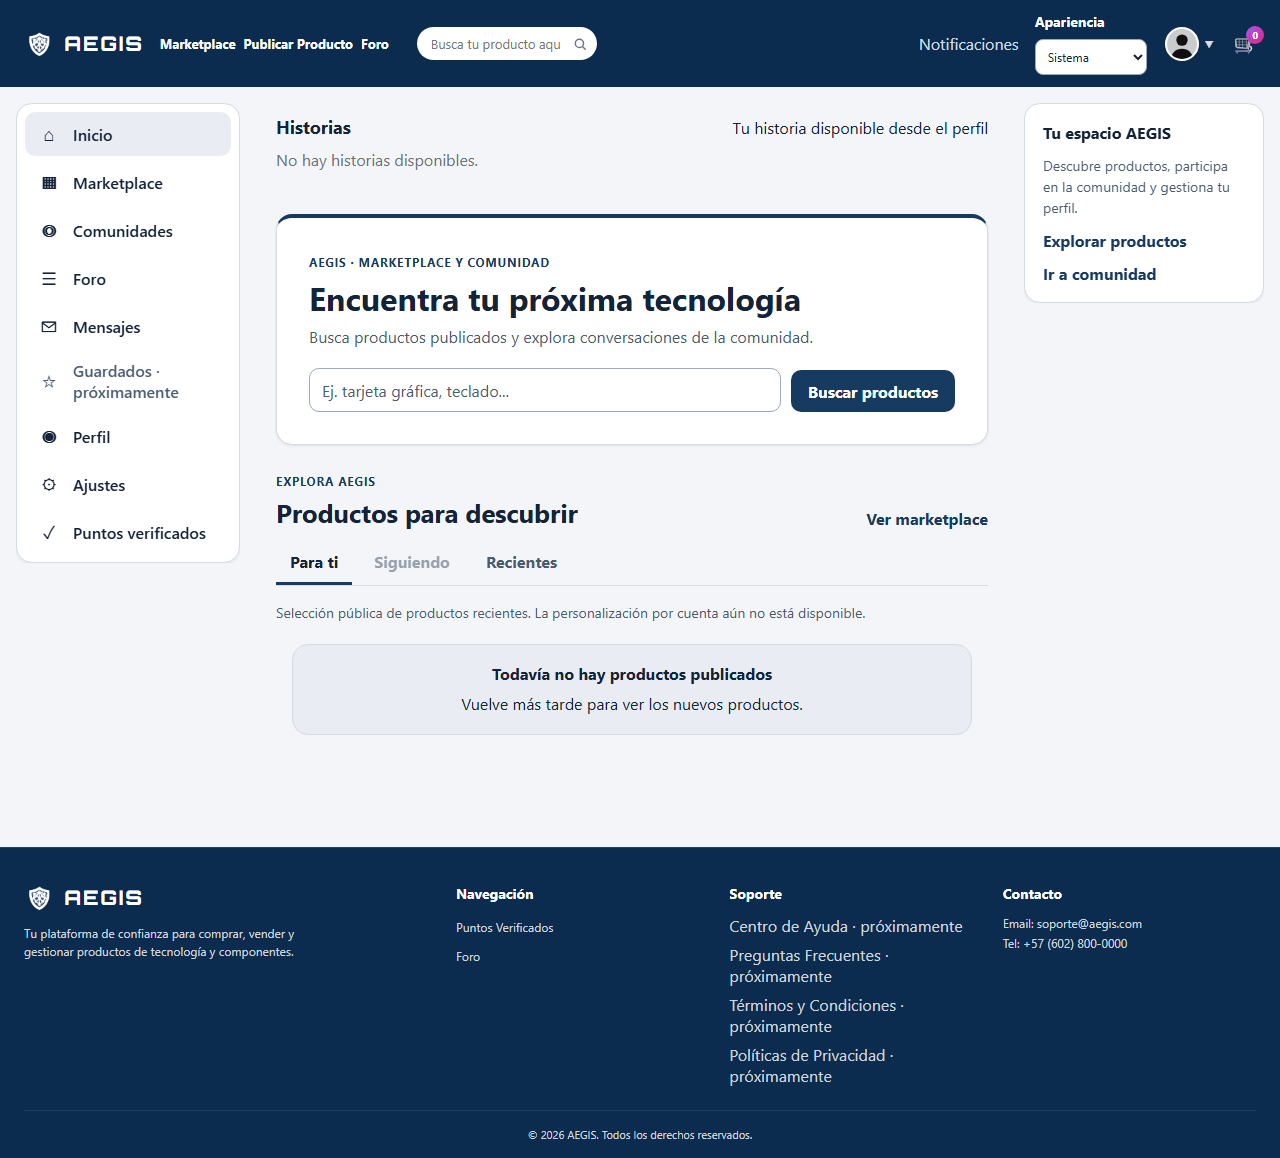 AEGIS
Marketplace Publicar Producto Foro
Busca tu producto aqu
Notificaciones
Apariencia
Sistema
0
Inicio
Marketplace
Comunidades
Foro
Mensajes
Guardados ·
próximamente
Perfil
Ajustes
Puntos verificados
Historias
Tu historia disponible desde el perfil
No hay historias disponibles.
AEGIS · MARKETPLACE Y COMUNIDAD
Encuentra tu próxima tecnología
Busca productos publicados y explora conversaciones de la comunidad.
Ej. tarjeta gráfica, teclado...
Buscar productos
EXPLORA AEGIS
Productos para descubrir
Ver marketplace
Para ti
Siguiendo
Recientes
Selección pública de productos recientes. La personalización por cuenta aún no está disponible.
Todavía no hay productos publicados
Vuelve más tarde para ver los nuevos productos.
Tu espacio AEGIS
Descubre productos, participa
en la comunidad y gestiona tu
perfil.
Explorar productos
Ir a comunidad
AEGIS
Tu plataforma de confianza para comprar, vender y
gestionar productos de tecnología y componentes.
Navegación
Puntos Verificados
Foro
Soporte
Centro de Ayuda · próximamente
Preguntas Frecuentes ·
próximamente
Términos y Condiciones ·
próximamente
Políticas de Privacidad ·
próximamente
Contacto
Email: soporte@aegis.com
Tel: +57 (602) 800-0000
© 2026 AEGIS. Todos los derechos reservados.